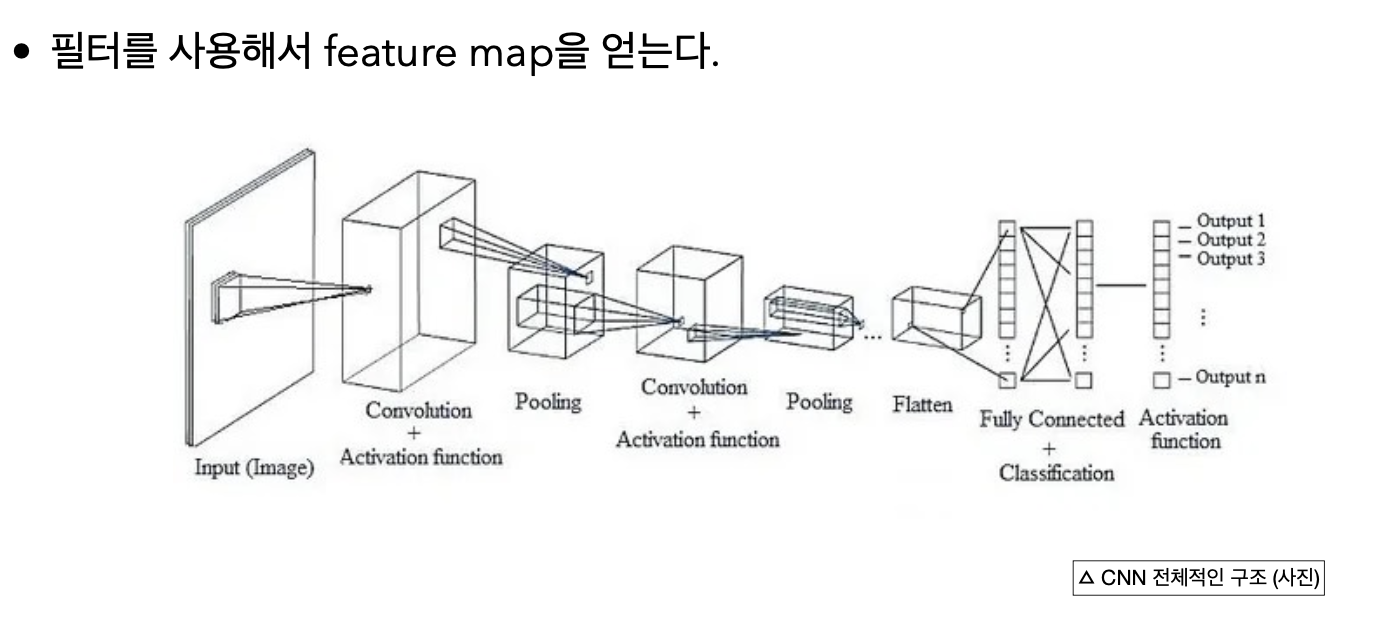 • 필터를 사용해서 feature map을 얻는다.
Input (Image)
Convolution
+
Activation function
Pooling
Convolution
+
Activation function
Pooling
...
Flatten
Fully Connected
+
Classification
Activation
function
Output 1
Output 2
Output 3
Output n
△ CNN 전체적인 구조 (사진)